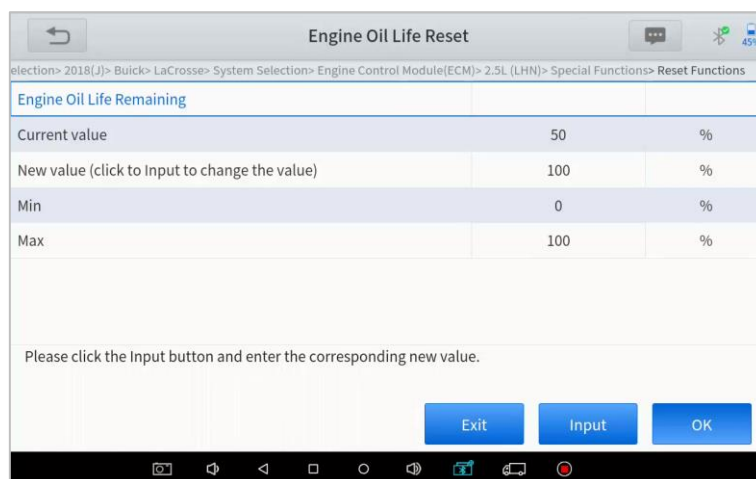 Engine Oil Life Reset
45%
election> 2018(J)> Buick> LaCrosse> System Selection> Engine Control Module(ECM)> 2.5L (LHN)> Special Functions> Reset Functions
Engine Oil Life Remaining
Current value 50 %
New value (click to Input to change the value) 100 %
Min 0 %
Max 100 %
Please click the Input button and enter the corresponding new value.
Exit Input OK